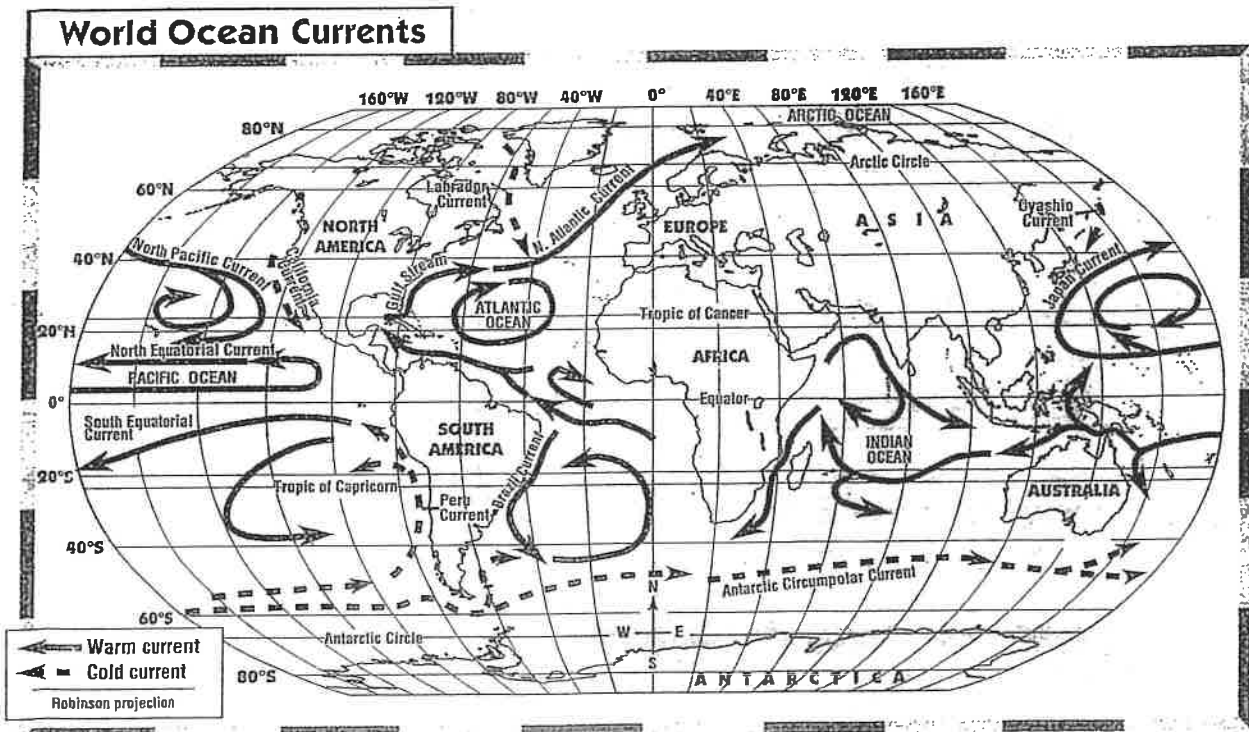 World Ocean Currents
160°W 120°W 80°W 40°W 0° 40°E 80°E 120°E 160°E
ARCTIC OCEAN
80°N
Arctic Circle
60°N
Labrador
Current
N. Atlantic Current
NORTH
AMERICA
EUROPE
A S I A
Oyashio
Current
40°N
North Pacific Current
California
Current
Gulf Stream
Japan Current
ATLANTIC
OCEAN
Tropic of Cancer
20°N
North Equatorial Current
AFRICA
PACIFIC OCEAN
0°
Equator
South Equatorial
Current
SOUTH
AMERICA
INDIAN
OCEAN
Brazil Current
20°S
Tropic of Capricorn
Peru
Current
AUSTRALIA
40°S
Antarctic Circumpolar Current
60°S
N
W E
S
Antarctic Circle
80°S
A N T A R C T I C A
Warm current
Cold current
Robinson projection